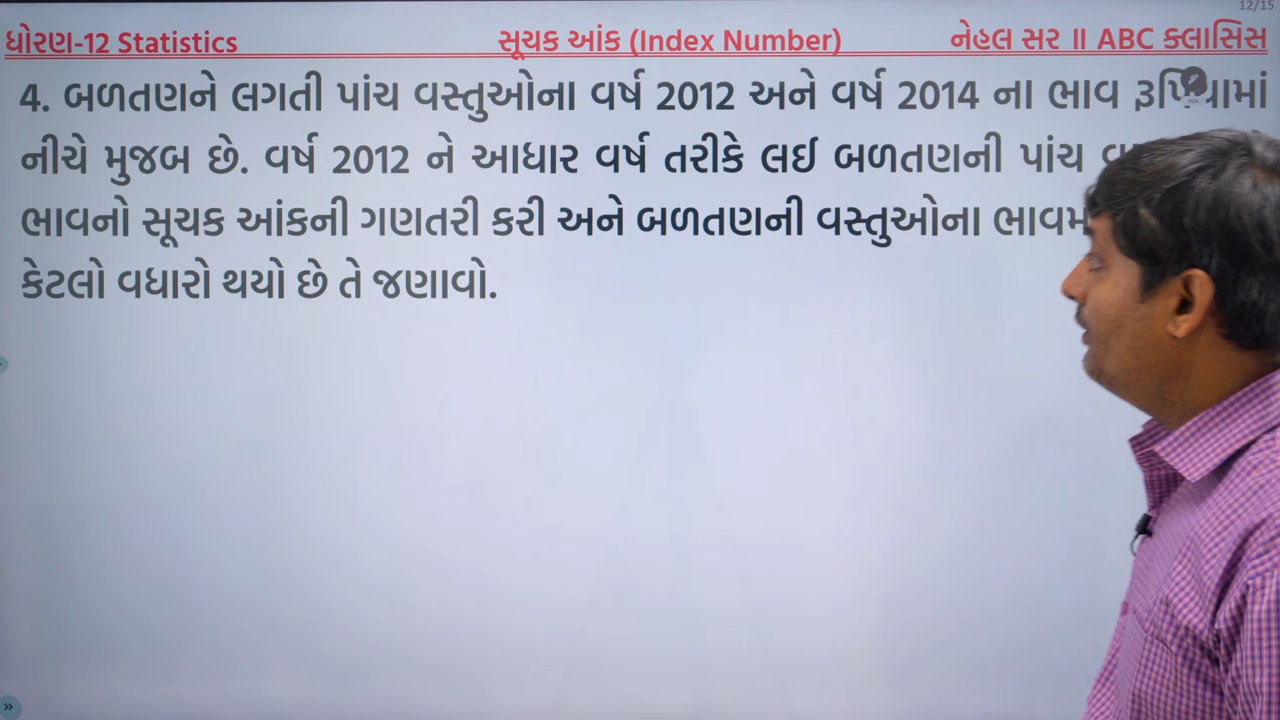 12/15
ધોરણ-12 Statistics સૂચક આંક (Index Number) નેહલ સર || ABC ક્લાસિસ
4. બળતણને લગતી પાંચ વસ્તુઓના વર્ષ 2012 અને વર્ષ 2014 ના ભાવ
નીચે મુજબ છે. વર્ષ 2012 ને આધાર વર્ષ તરીકે લઈ બળતણની પાંચ
ભાવનો સૂચક આંકની ગણતરી કરી અને બળતણની વસ્તુઓના
કેટલો વધારો થયો છે તે જણાવો.